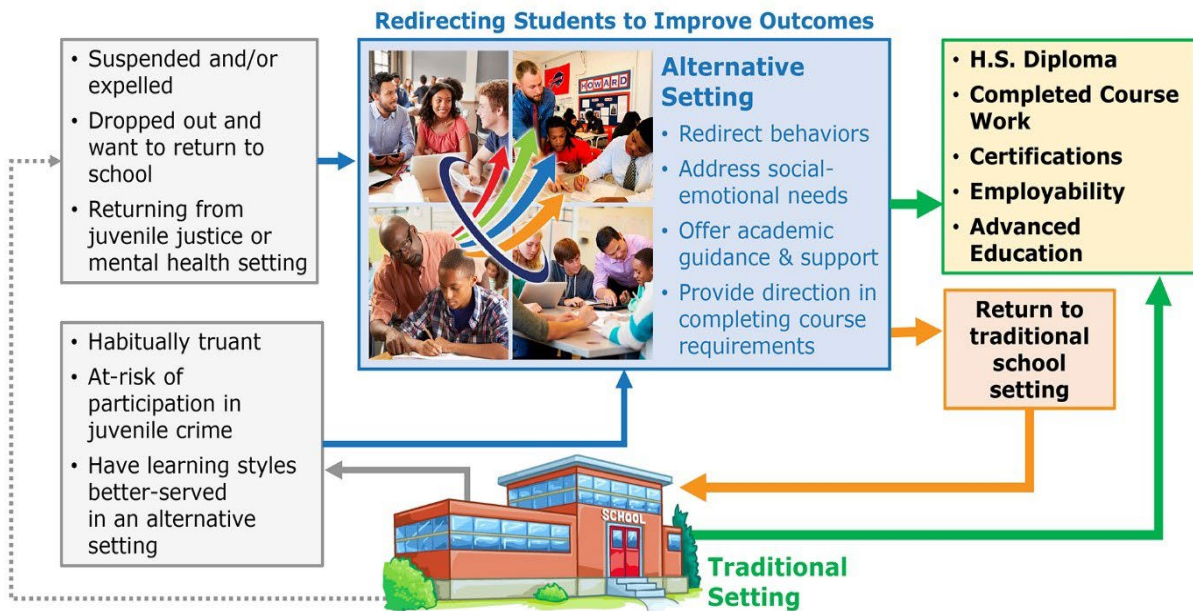 Redirecting Students to Improve Outcomes
• Suspended and/or
expelled
• Dropped out and
want to return to
school
• Returning from
juvenile justice or
mental health setting
• Habitually truant
• At-risk of
participation in
juvenile crime
• Have learning styles
better-served
in an alternative
setting
HOWARD
Alternative
Setting
• Redirect behaviors
• Address social-
emotional needs
• Offer academic
guidance & support
• Provide direction in
completing course
requirements
• H.S. Diploma
• Completed Course
Work
• Certifications
• Employability
• Advanced
Education
Return to
traditional
school
setting
SCHOOL
Traditional
Setting